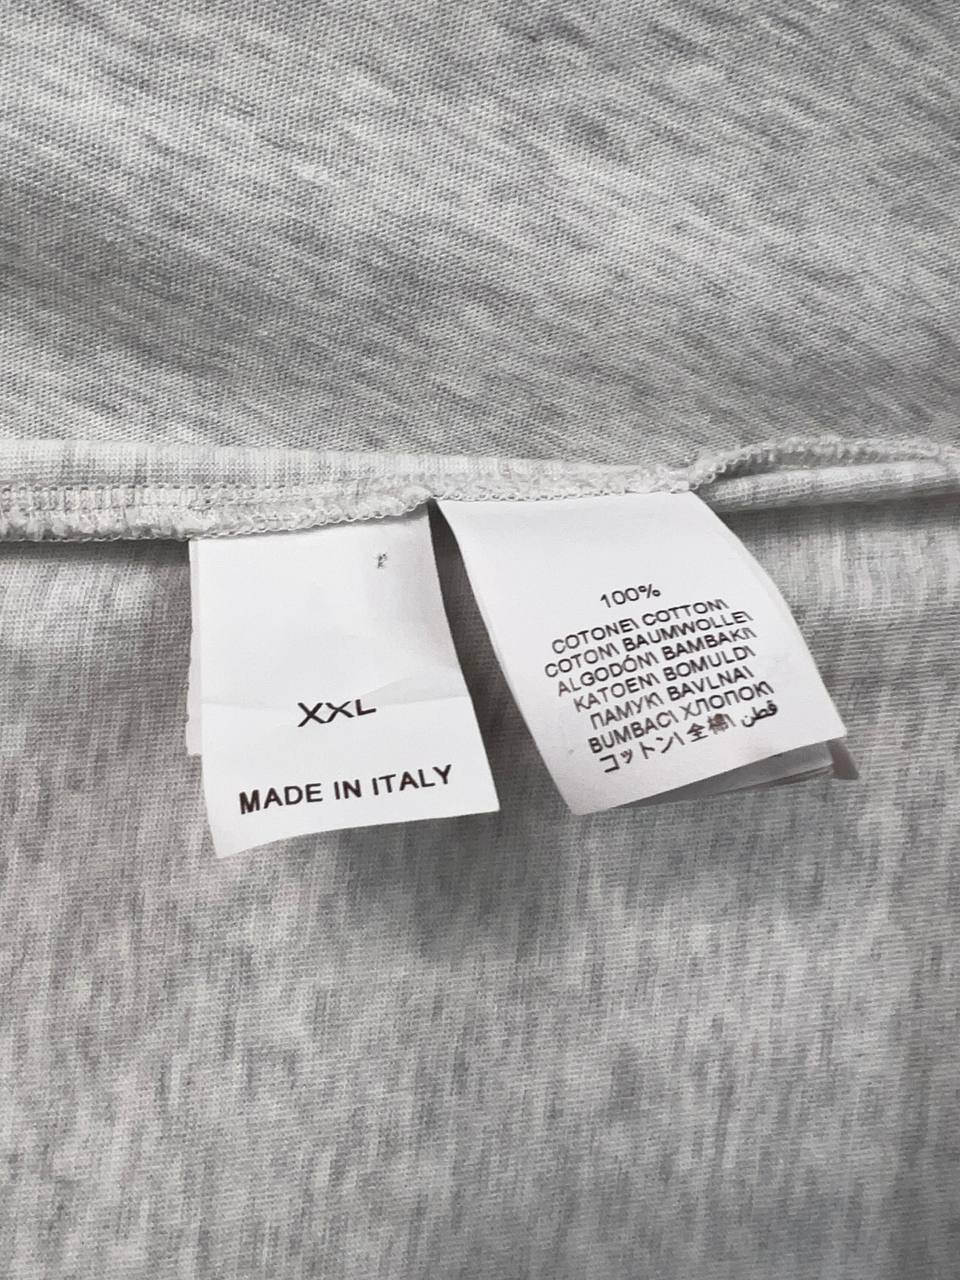 XXL
MADE IN ITALY
100%
COTONE\ COTTON\
COTON\ BAUMWOLLE\
ALGODÓN\ BAMBAKI\
KATOEN\ BOMULD\
ПАМУК\ BAVLNA\
BUMBAC\ ХЛОПОК\
コットン\ 全棉\ قطن